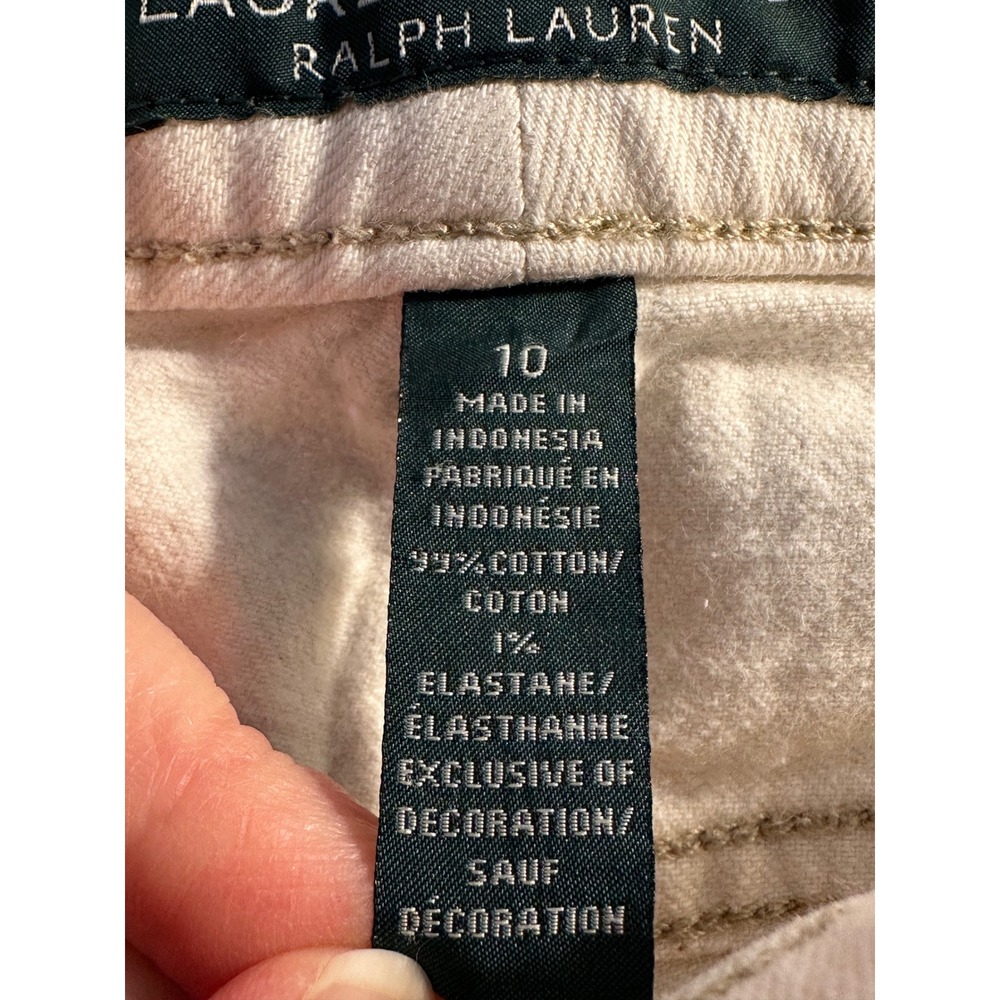 RALPH LAUREN
10
MADE IN
INDONESIA
FABRIQUÉ EN
INDONÉSIE
99% COTTON/
COTON
1%
ELASTANE/
ÉLASTHANNE
EXCLUSIVE OF
DECORATION/
SAUF
DÉCORATION